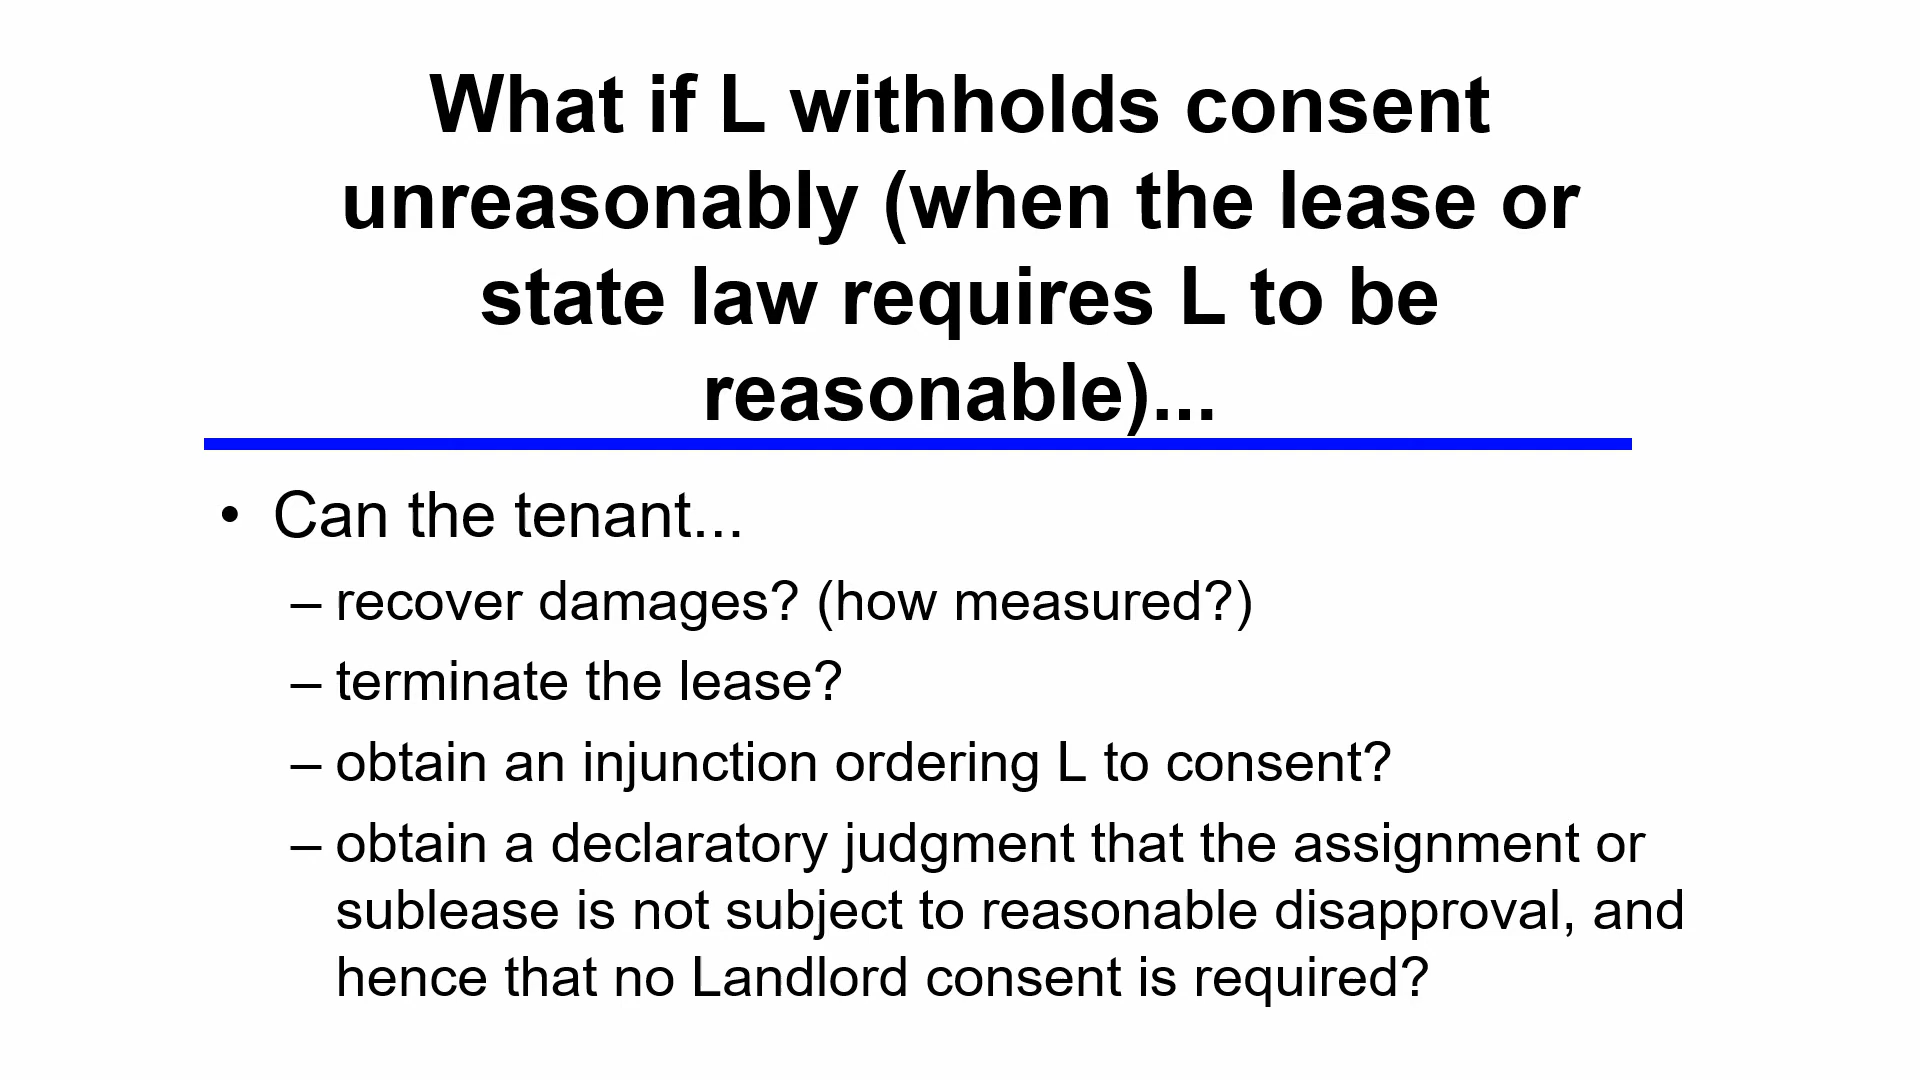 What if L withholds consent
unreasonably (when the lease or
state law requires L to be
reasonable)...
• Can the tenant...
– recover damages? (how measured?)
– terminate the lease?
– obtain an injunction ordering L to consent?
– obtain a declaratory judgment that the assignment or
sublease is not subject to reasonable disapproval, and
hence that no Landlord consent is required?